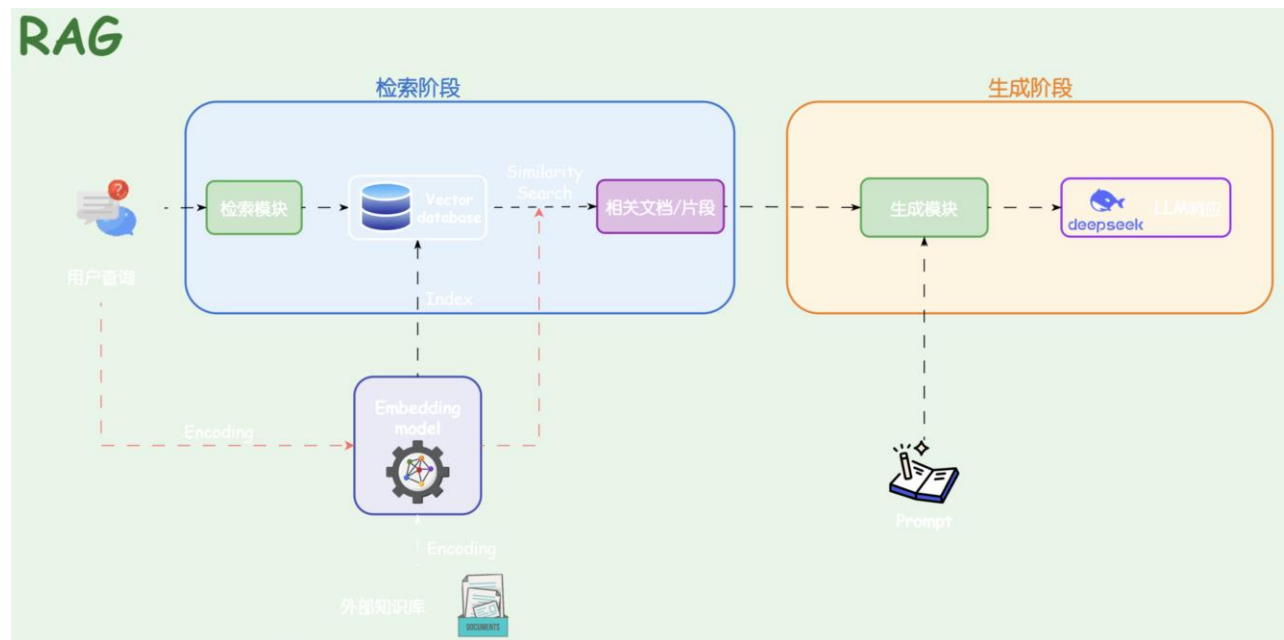 RAG
检索阶段
生成阶段
Similarity
Search
检索模块
Vector
database
相关文档/片段
生成模块
deepseek
LLM响应
用户查询
Index
Embedding
model
Encoding
Prompt
Encoding
外部知识库
DOCUMENTS